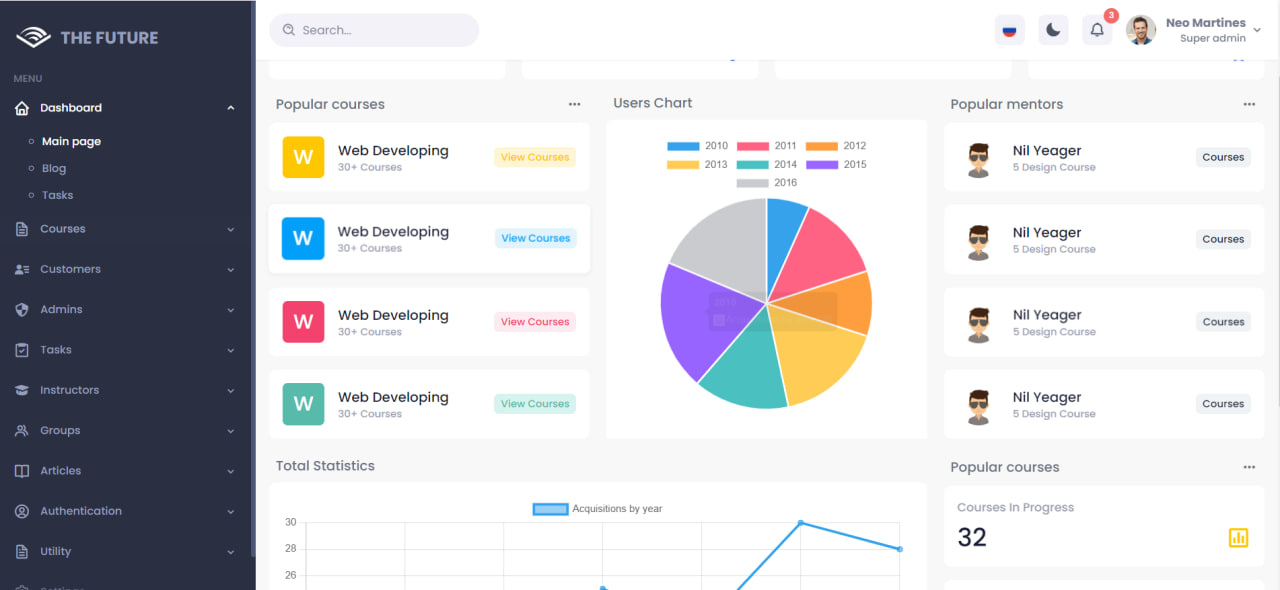 THE FUTURE
MENU
Dashboard
Main page
Blog
Tasks
Courses
Customers
Admins
Tasks
Instructors
Groups
Articles
Authentication
Utility
Settings
Search...
3
Neo Martines
Super admin
Popular courses
W
Web Developing
30+ Courses
View Courses
W
Web Developing
30+ Courses
View Courses
W
Web Developing
30+ Courses
View Courses
W
Web Developing
30+ Courses
View Courses
Users Chart
2010 2011 2012
2013 2014 2015
2016
2016
Popular mentors
Nil Yeager
5 Design Course
Courses
Nil Yeager
5 Design Course
Courses
Nil Yeager
5 Design Course
Courses
Nil Yeager
5 Design Course
Courses
Total Statistics
Acquisitions by year
30
28
26
Popular courses
Courses In Progress
32